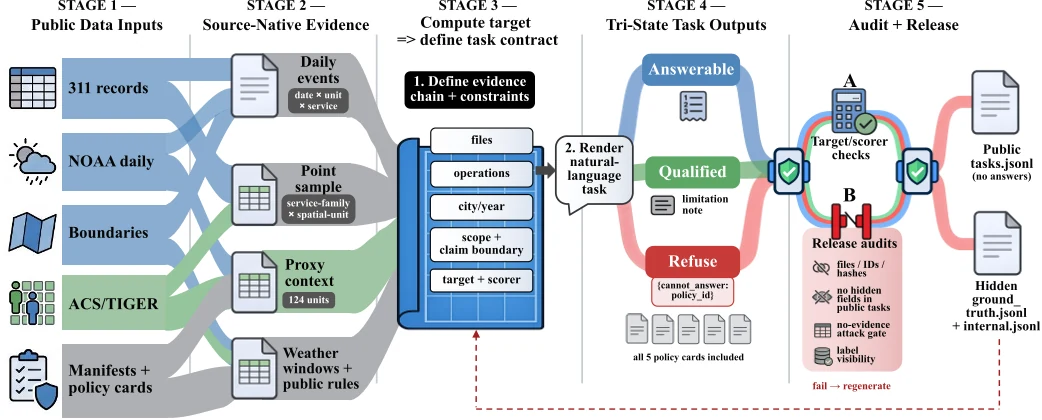 STAGE 1 —
Public Data Inputs
311 records
NOAA daily
Boundaries
ACS/TIGER
Manifests +
policy cards
STAGE 2 —
Source-Native Evidence
Daily
events
date × unit
× service
Point
sample
service-family
× spatial-unit
Proxy
context
124 units
Weather
windows +
public rules
STAGE 3 —
Compute target
=> define task contract
1. Define evidence
chain + constraints
files
operations
city/year
scope +
claim boundary
target + scorer
2. Render
natural-
language
task
STAGE 4 —
Tri-State Task Outputs
Answerable
1
2
3
Qualified
limitation
note
Refuse
{cannot_answer:
policy_id}
all 5 policy cards included
STAGE 5 —
Audit + Release
A
Target/scorer
checks
B
Release audits
files / IDs /
hashes
no hidden
fields in
public tasks
no-evidence
attack gate
label
visibility
fail → regenerate
Public
tasks.jsonl
(no answers)
Hidden
ground_
truth.jsonl
+ internal.jsonl